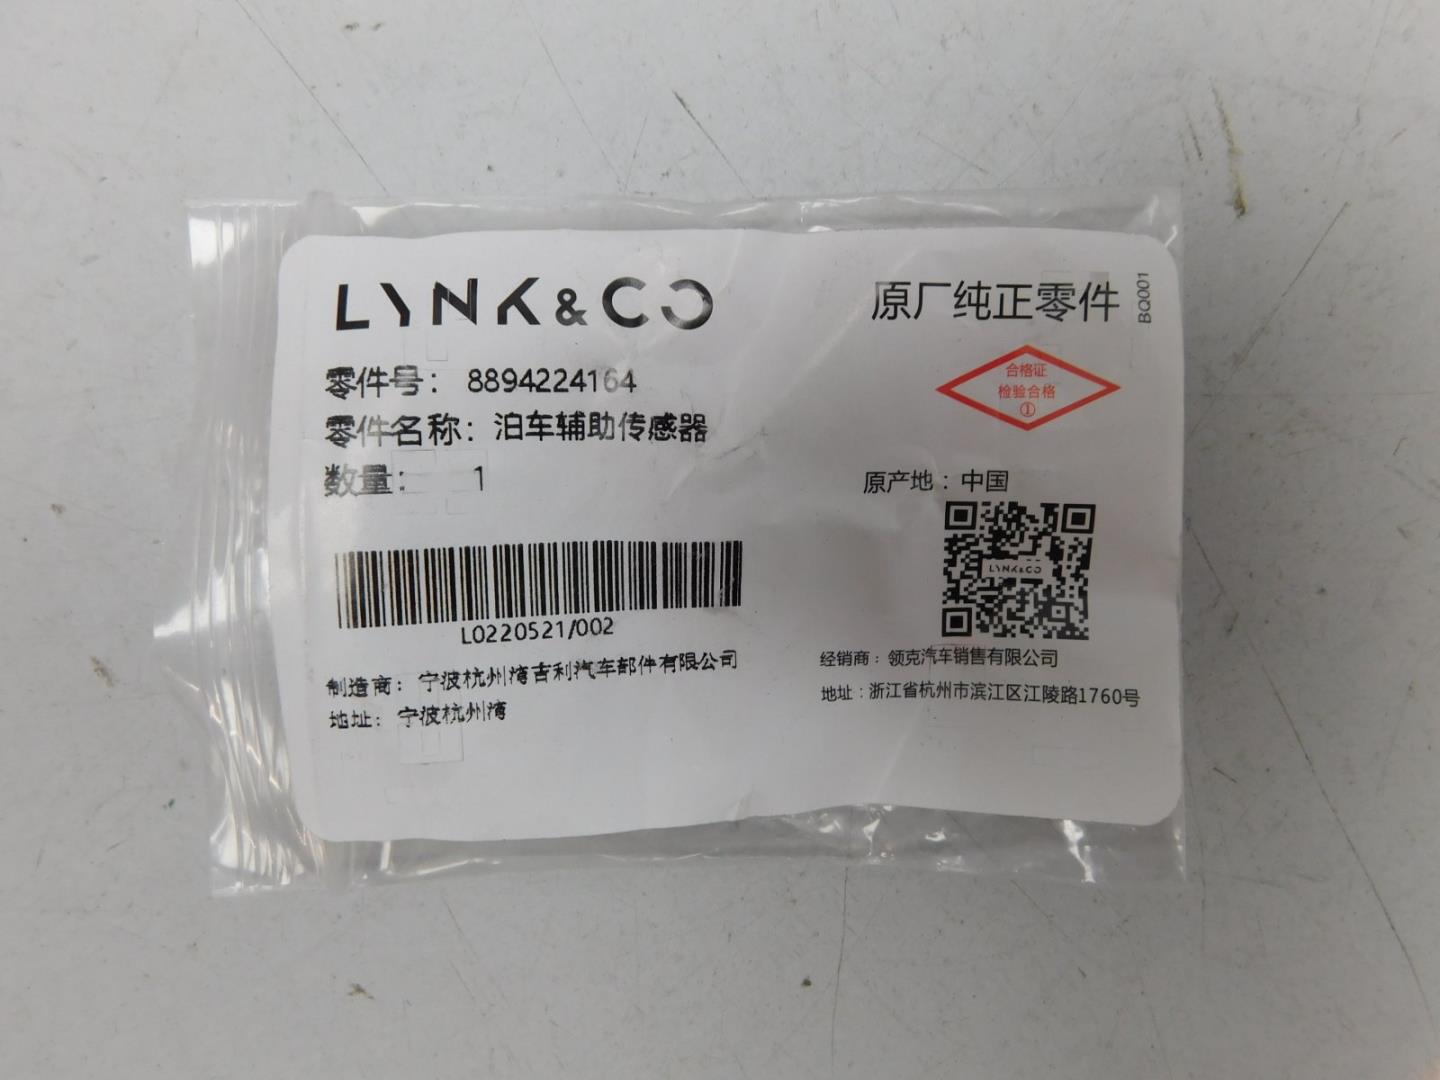 LYNK&CO
原厂纯正零件
BQ001
零件号： 8894224164
零件名称：泊车辅助传感器
数量： 1
合格证
检验合格
①
原产地：中国
LYNK&CO
L0220521/002
制造商：宁波杭州湾吉利汽车部件有限公司
地址：宁波杭州湾
经销商：领克汽车销售有限公司
地址：浙江省杭州市滨江区江陵路1760号